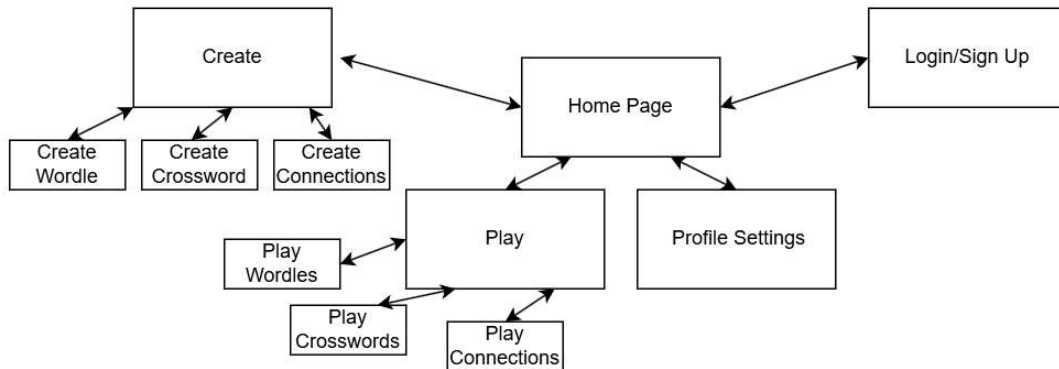 Create
Login/Sign Up
Home Page
Create
Wordle
Create
Crossword
Create
Connections
Play
Profile Settings
Play
Wordles
Play
Crosswords
Play
Connections